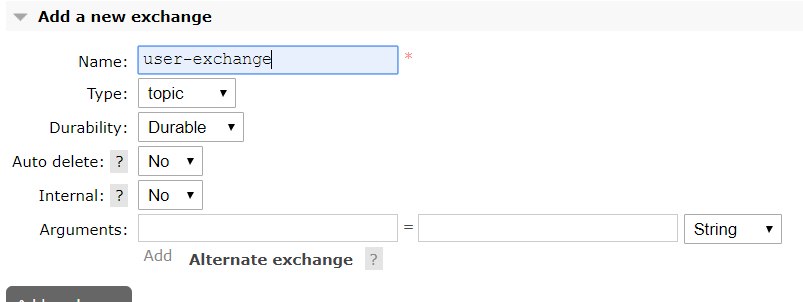 Add a new exchange
Name: user-exchange *
Type: topic
Durability: Durable
Auto delete: ? No
Internal: ? No
Arguments: = String
Add Alternate exchange ?